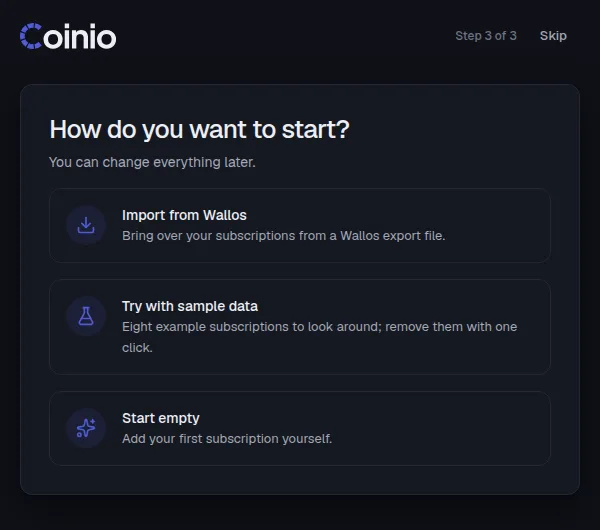 Coinio
Step 3 of 3
Skip
How do you want to start?
You can change everything later.
Import from Wallos
Bring over your subscriptions from a Wallos export file.
Try with sample data
Eight example subscriptions to look around; remove them with one
click.
Start empty
Add your first subscription yourself.